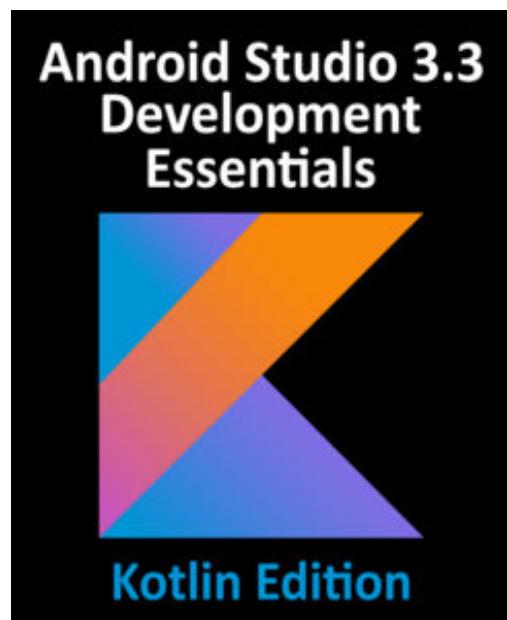 Android Studio 3.3
Development
Essentials
Kotlin Edition